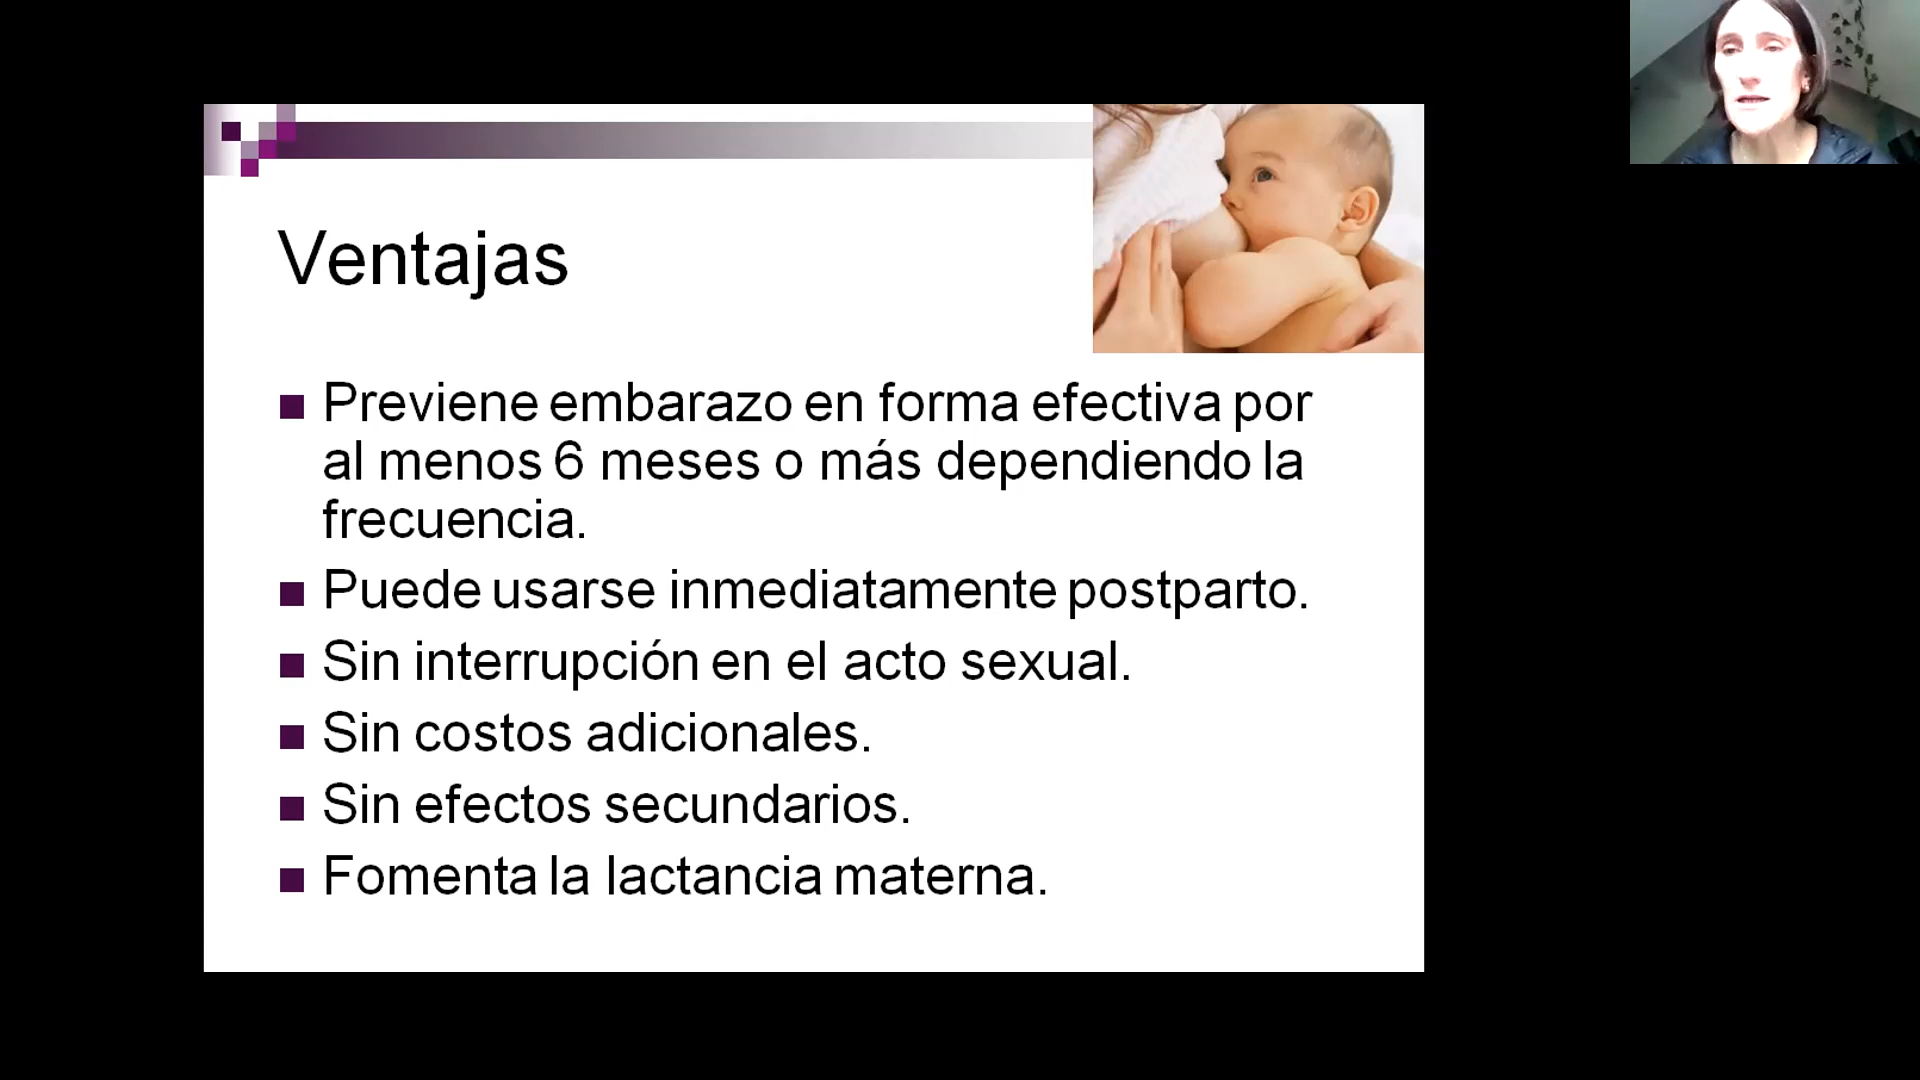 Ventajas
Previene embarazo en forma efectiva por
al menos 6 meses o más dependiendo la
frecuencia.
Puede usarse inmediatamente postparto.
Sin interrupción en el acto sexual.
Sin costos adicionales.
Sin efectos secundarios.
Fomenta la lactancia materna.